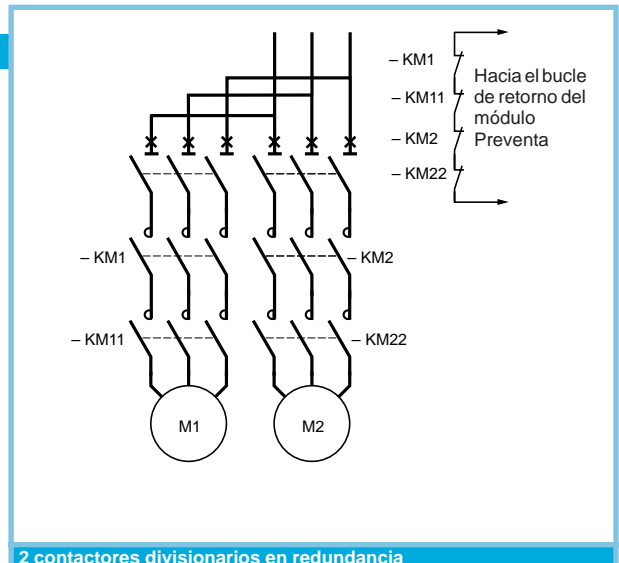 – KM1
– KM11
– KM2
– KM22
Hacia el bucle
de retorno del
módulo
Preventa
– KM1
– KM2
– KM11
– KM22
M1
M2
2 contactores divisionarios en redundancia